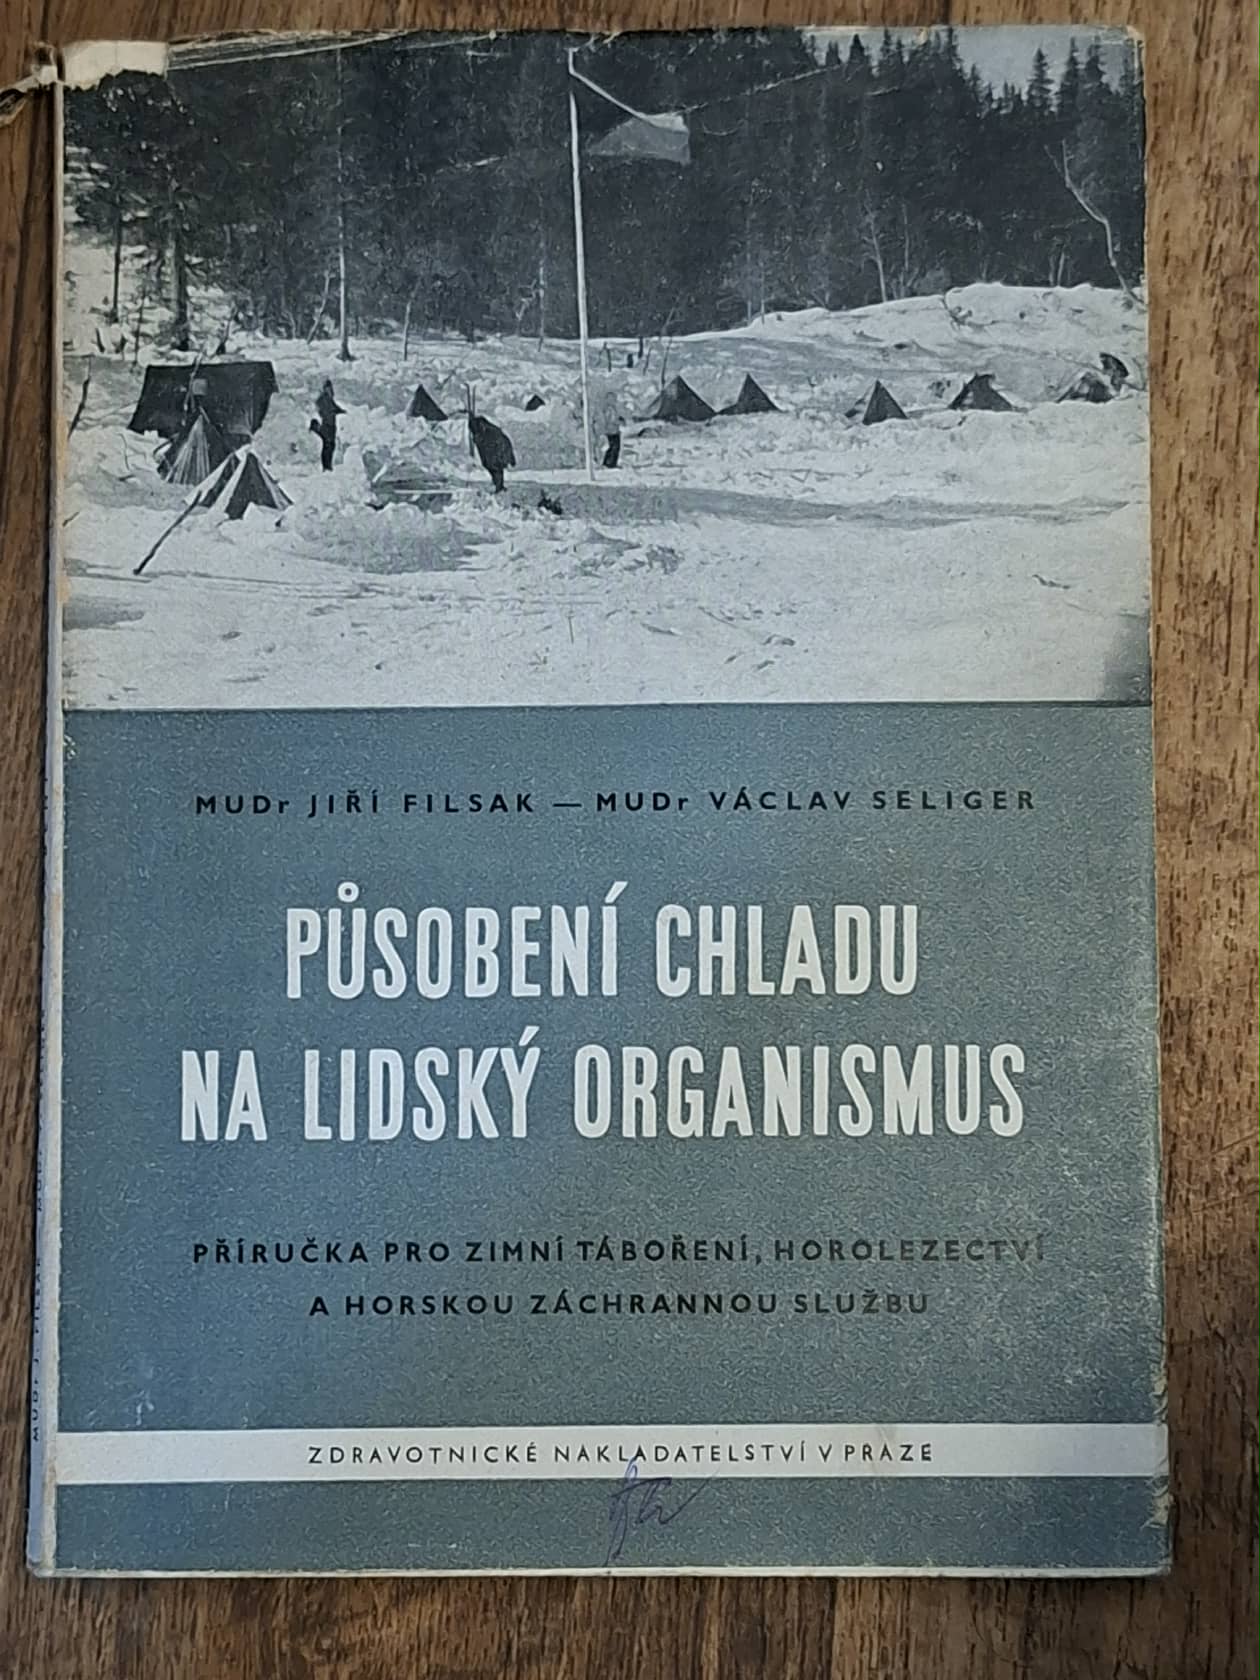 MUDr JIŘÍ FILSAK — MUDr VÁCLAV SELIGER
PŮSOBENÍ CHLADU
NA LIDSKÝ ORGANISMUS
PŘÍRUČKA PRO ZIMNÍ TÁBOŘENÍ, HOROLEZECTVÍ
A HORSKOU ZÁCHRANNOU SLUŽBU
ZDRAVOTNICKÉ NAKLADATELSTVÍ V PRAZE